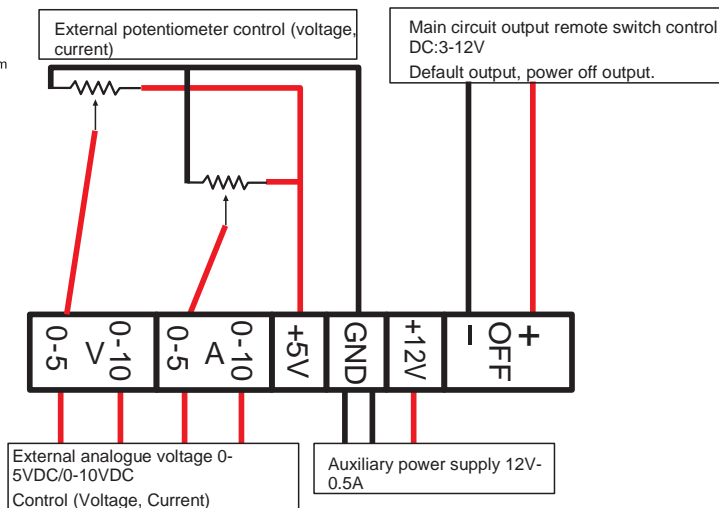 External potentiometer control (voltage,
current)
Main circuit output remote switch control
DC:3-12V
Default output, power off output.
m
0-5
V
0-10
0-5
A
0-10
+5V
GND
+12V
-
OFF
+
External analogue voltage 0-
5VDC/0-10VDC
Control (Voltage, Current)
Auxiliary power supply 12V-
0.5A